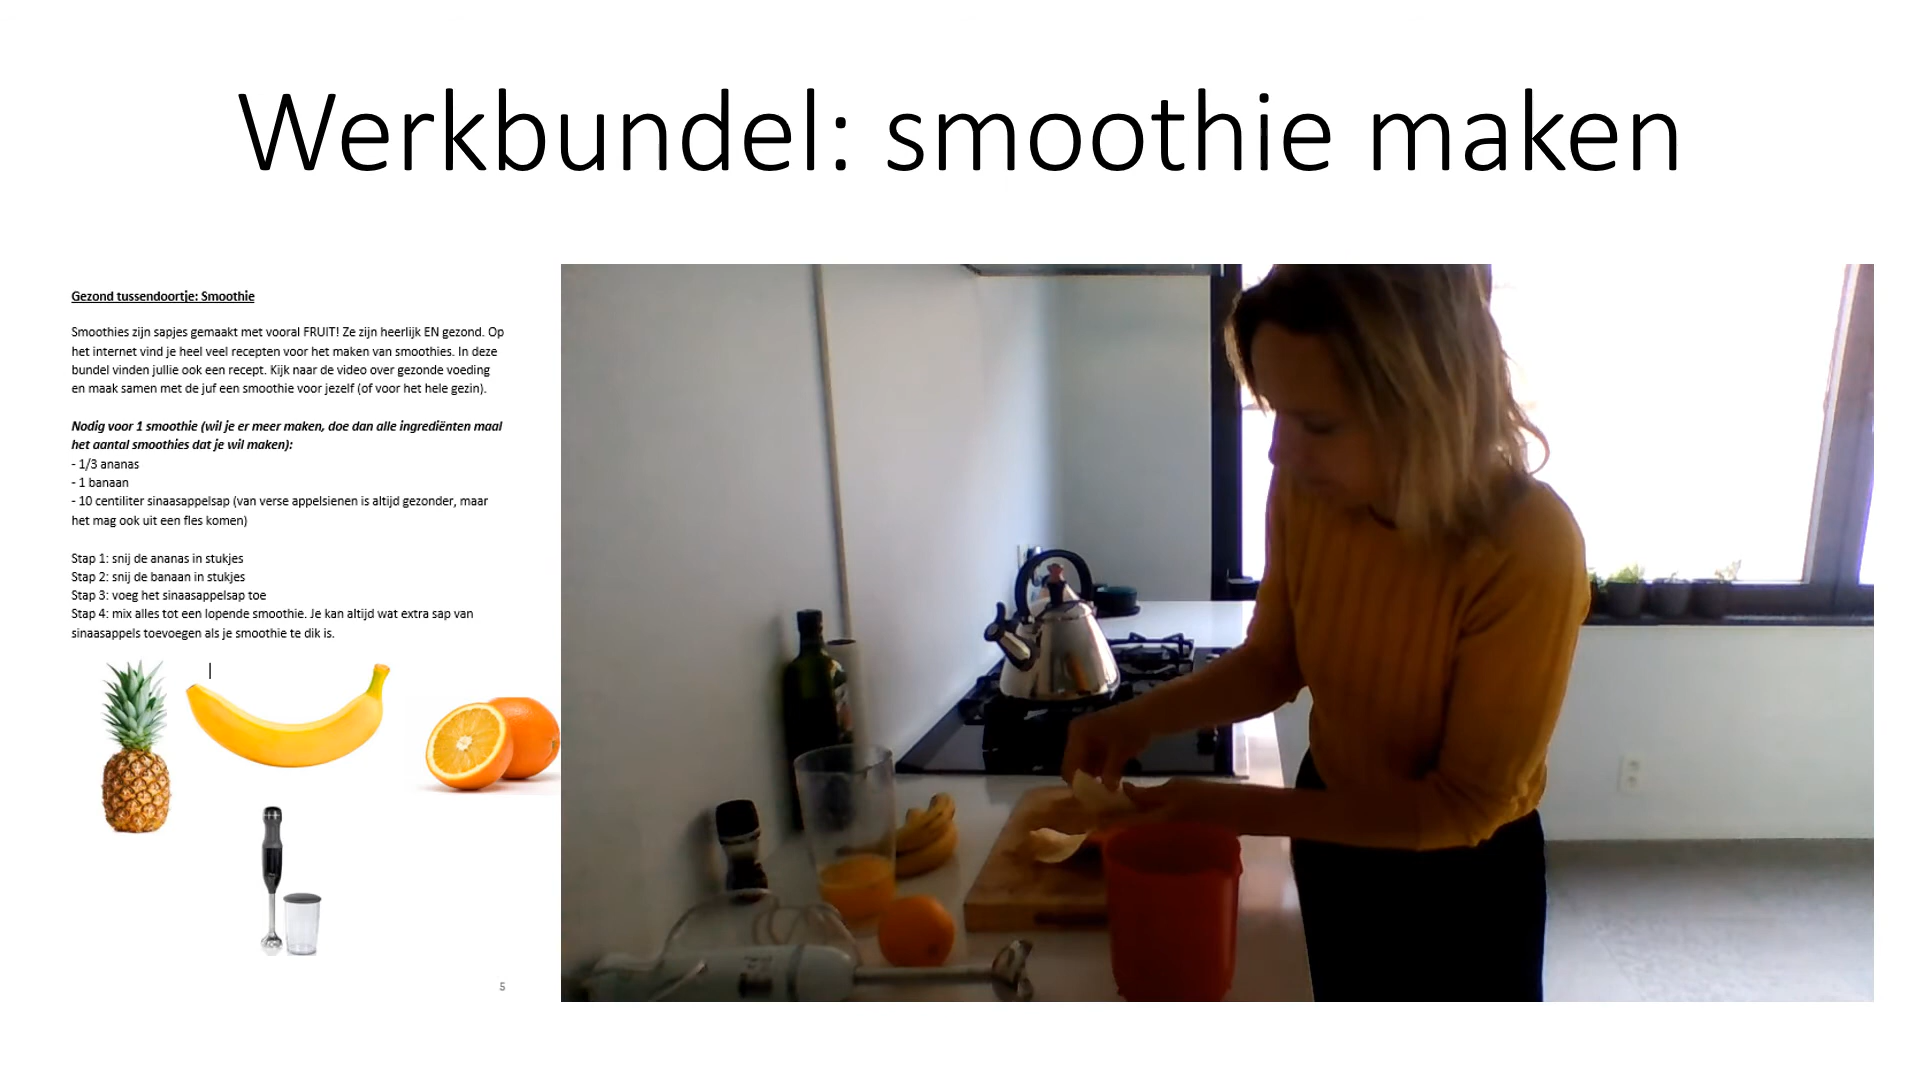 Werkbundel: smoothie maken
Gezond tussendoortje: Smoothie
Smoothies zijn sapjes gemaakt met vooral FRUIT! Ze zijn heerlijk EN gezond. Op
het internet vind je heel veel recepten voor het maken van smoothies. In deze
bundel vinden jullie ook een recept. Kijk naar de video over gezonde voeding
en maak samen met de juf een smoothie voor jezelf (of voor het hele gezin).
Nodig voor 1 smoothie (wil je er meer maken, doe dan alle ingrediënten maal
het aantal smoothies dat je wil maken):
- 1/3 ananas
- 1 banaan
- 10 centiliter sinaasappelsap (van verse appelsienen is altijd gezonder, maar
het mag ook uit een fles komen)
Stap 1: snij de ananas in stukjes
Stap 2: snij de banaan in stukjes
Stap 3: voeg het sinaasappelsap toe
Stap 4: mix alles tot een lopende smoothie. Je kan altijd wat extra sap van
sinaasappels toevoegen als je smoothie te dik is.
5